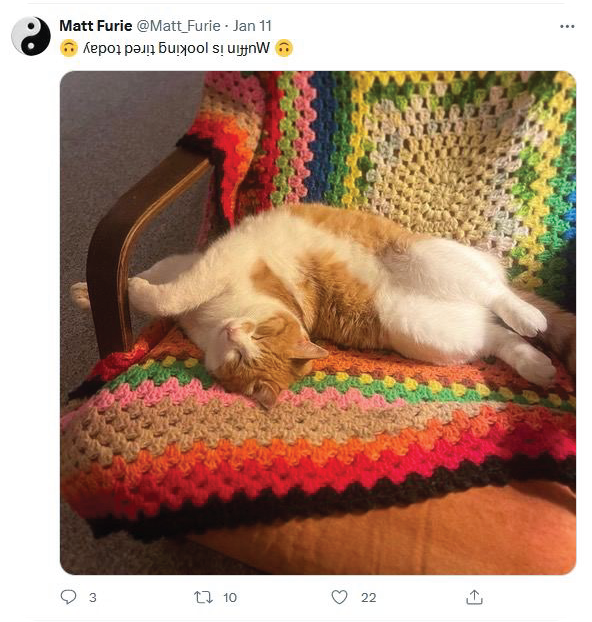 Matt Furie @Matt_Furie · Jan 11
🙃 ʎɐpoʇ pǝɹıʇ ƃuıʞool sı uıɟɟnW 🙃
3 10 22